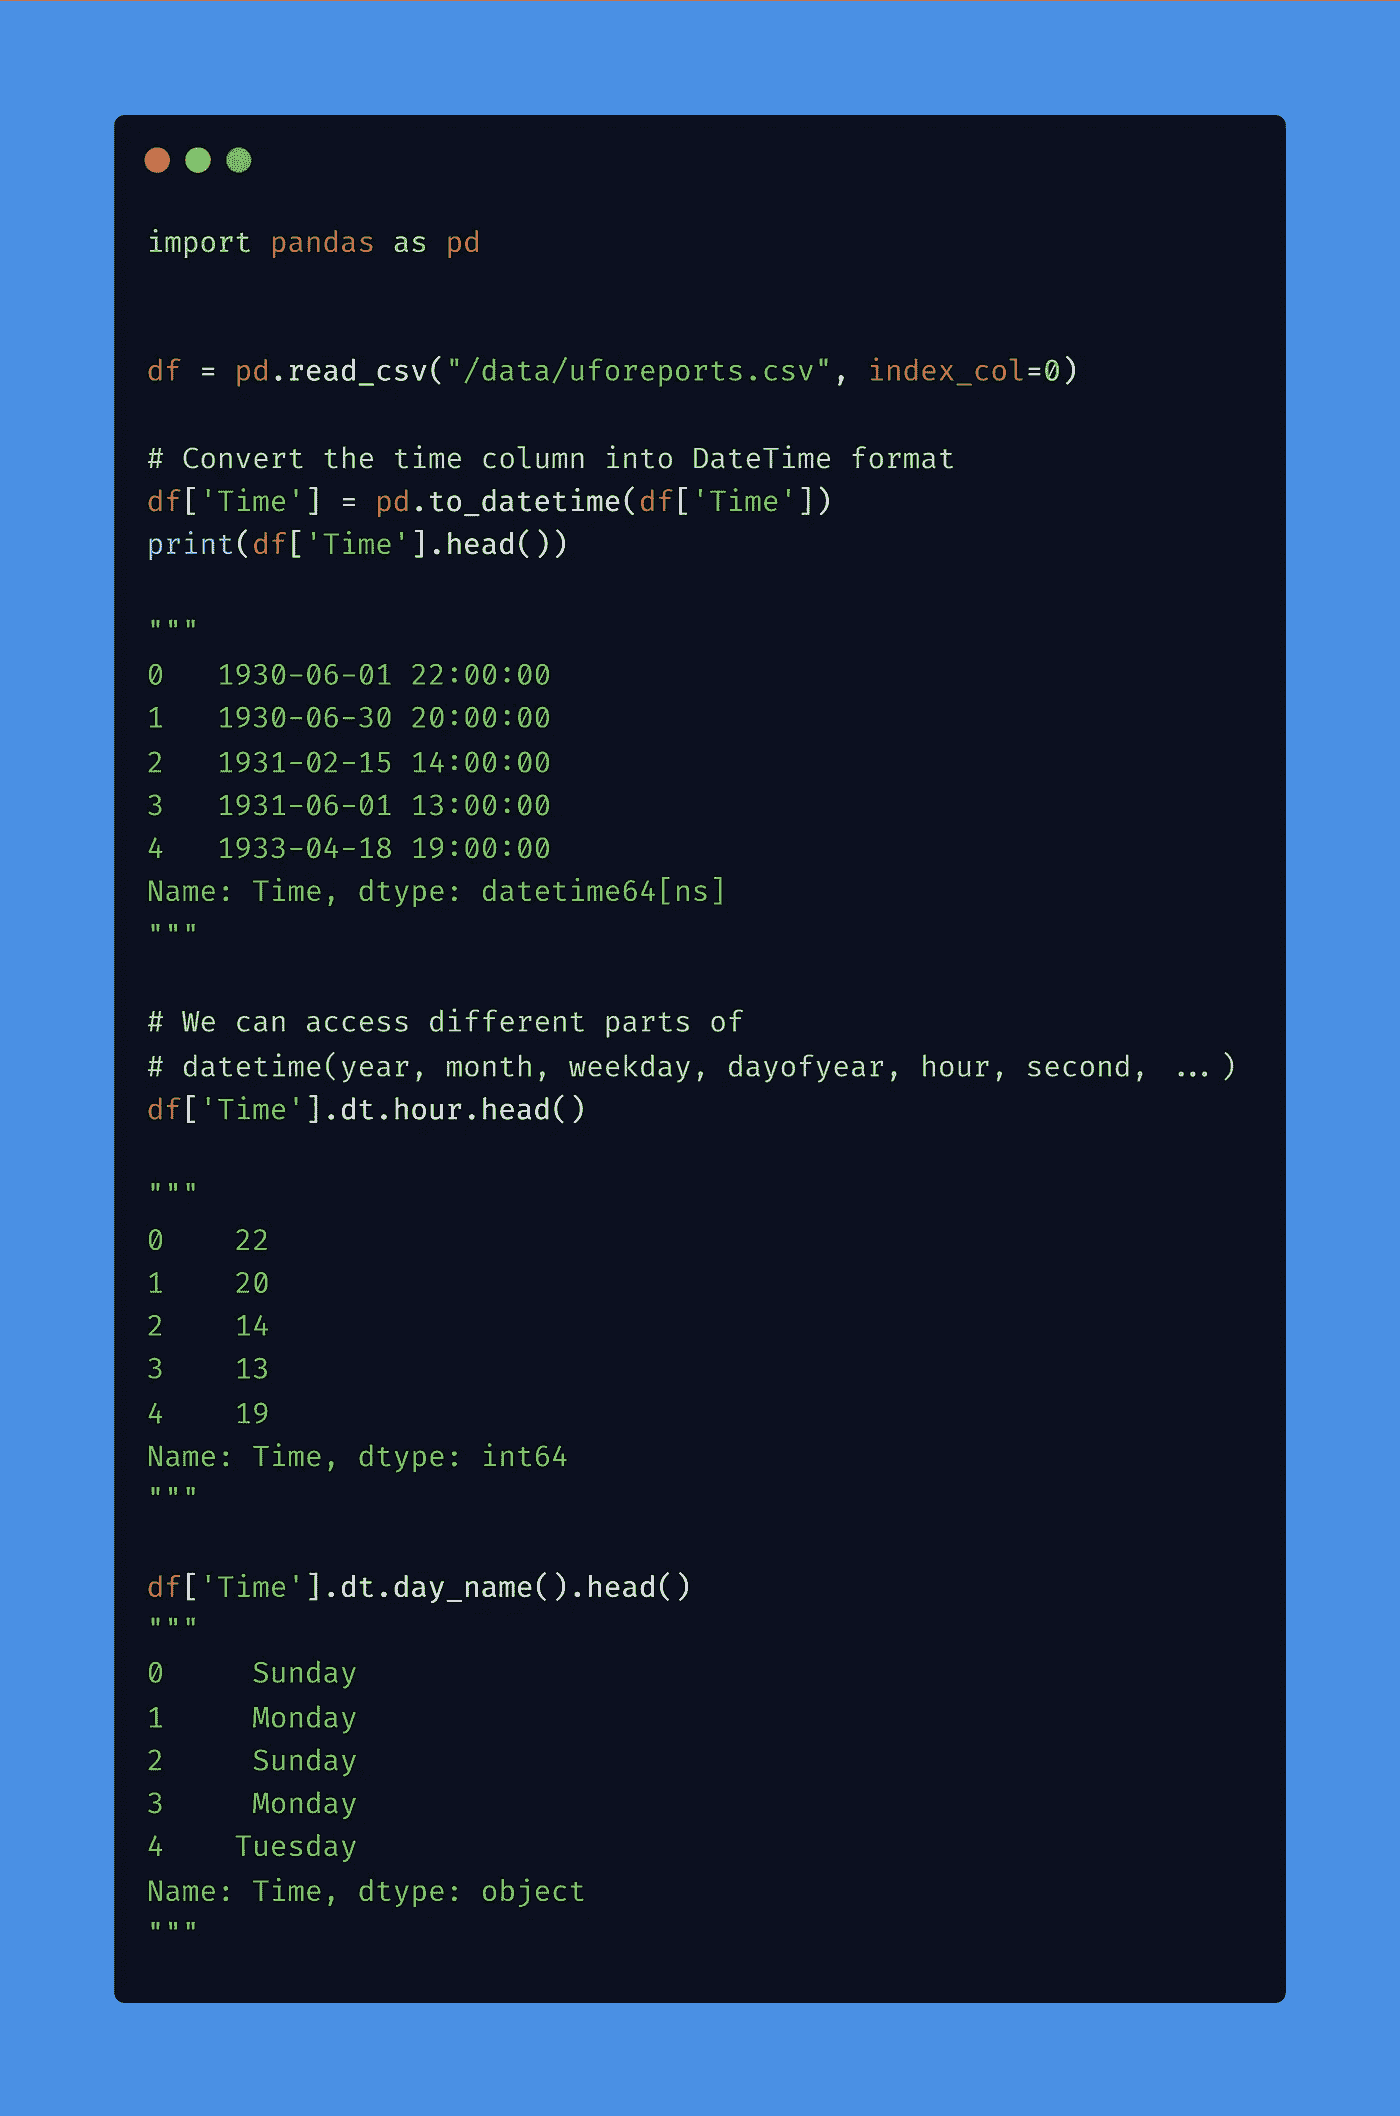 import pandas as pd
df = pd.read_csv("/data/uforeports.csv", index_col=0)
# Convert the time column into DateTime format
df['Time'] = pd.to_datetime(df['Time'])
print(df['Time'].head())
"""
0   1930-06-01 22:00:00
1   1930-06-30 20:00:00
2   1931-02-15 14:00:00
3   1931-06-01 13:00:00
4   1933-04-18 19:00:00
Name: Time, dtype: datetime64[ns]
"""
# We can access different parts of
# datetime(year, month, weekday, dayofyear, hour, second, ...)
df['Time'].dt.hour.head()
"""
0    22
1    20
2    14
3    13
4    19
Name: Time, dtype: int64
"""
df['Time'].dt.day_name().head()
"""
0     Sunday
1     Monday
2     Sunday
3     Monday
4    Tuesday
Name: Time, dtype: object
"""